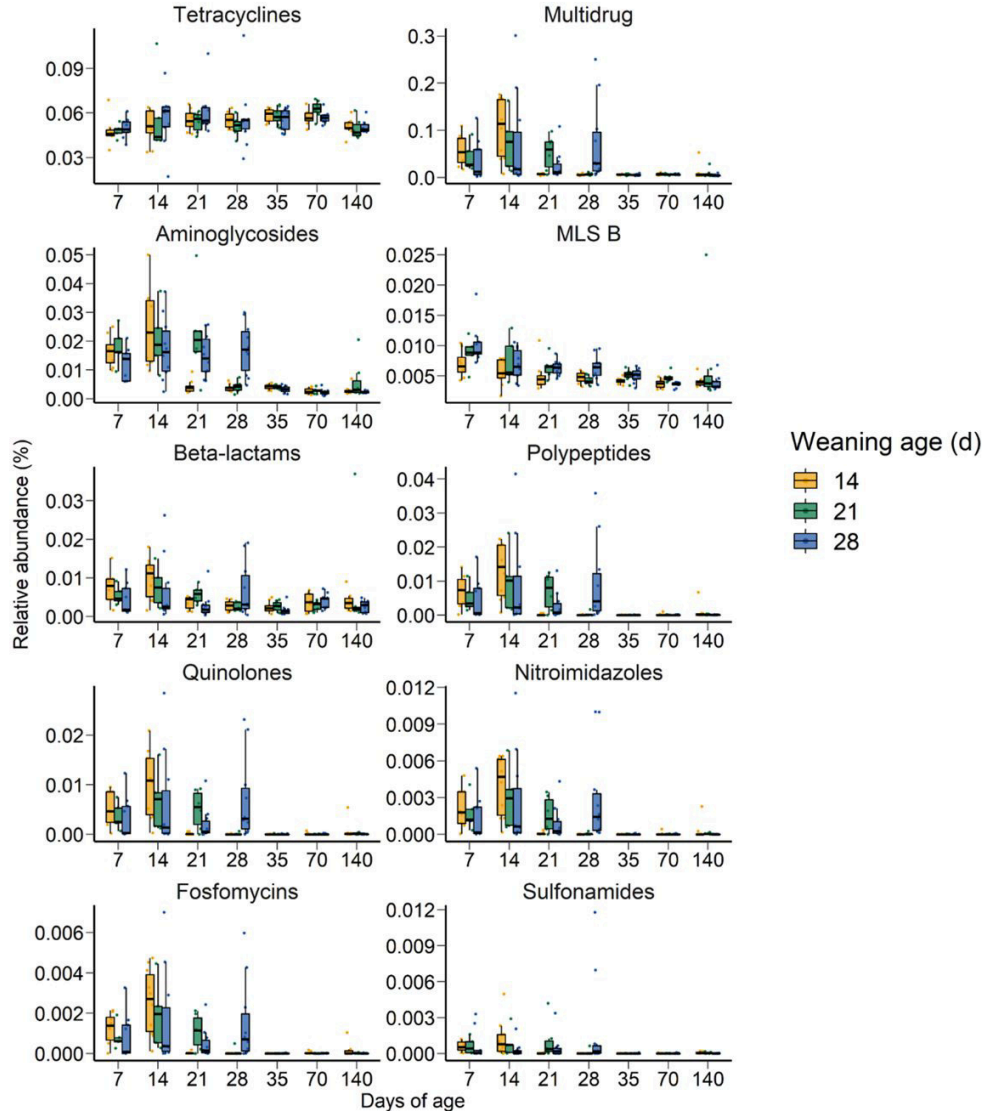 Tetracyclines
0.09
0.06
0.03
7 14 21 28 35 70 140
Multidrug
0.3
0.2
0.1
0.0
7 14 21 28 35 70 140
Aminoglycosides
0.05
0.04
0.03
0.02
0.01
0.00
7 14 21 28 35 70 140
MLS B
0.025
0.020
0.015
0.010
0.005
7 14 21 28 35 70 140
Beta-lactams
0.03
0.02
0.01
0.00
7 14 21 28 35 70 140
Polypeptides
0.04
0.03
0.02
0.01
0.00
7 14 21 28 35 70 140
Quinolones
0.02
0.01
0.00
7 14 21 28 35 70 140
Nitroimidazoles
0.012
0.009
0.006
0.003
0.000
7 14 21 28 35 70 140
Fosfomycins
0.006
0.004
0.002
0.000
7 14 21 28 35 70 140
Sulfonamides
0.012
0.009
0.006
0.003
0.000
7 14 21 28 35 70 140
Relative abundance (%)
Days of age
Weaning age (d)
14
21
28